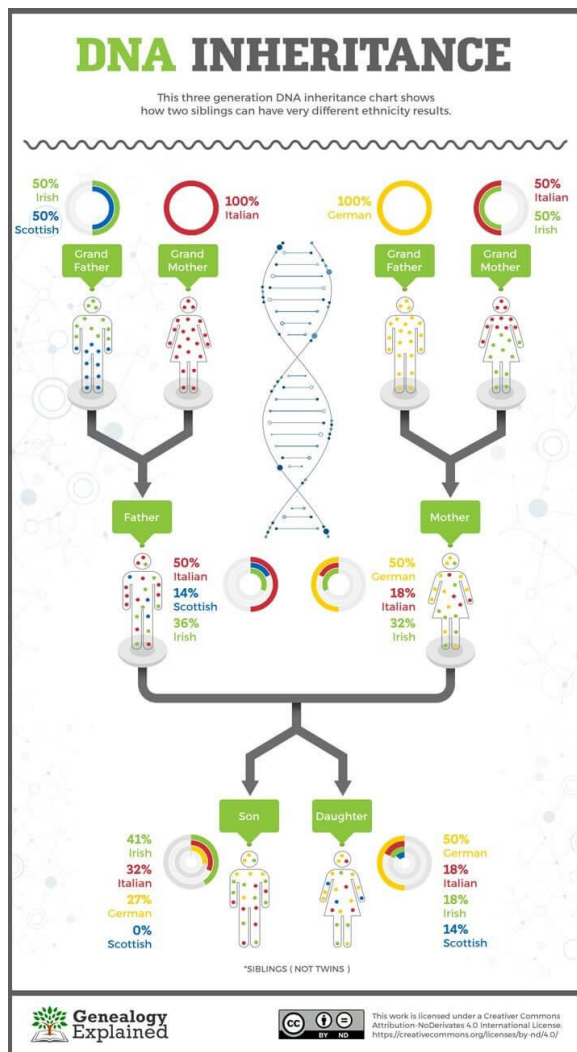 DNA INHERITANCE
This three generation DNA inheritance chart shows
how two siblings can have very different ethnicity results.
50%
Irish
50%
Scottish
100%
Italian
100%
German
50%
Italian
50%
Irish
Grand
Father
Grand
Mother
Grand
Father
Grand
Mother
Father
50%
Italian
14%
Scottish
36%
Irish
50%
German
18%
Italian
32%
Irish
Mother
Son
Daughter
41%
Irish
32%
Italian
27%
German
0%
Scottish
50%
German
18%
Italian
18%
Irish
14%
Scottish
*SIBLINGS ( NOT TWINS )
Genealogy
Explained
cc
BY ND
This work is licensed under a Creativer Commons
Attribution-NoDerivates 4.0 International License:
https://creativecommons.org/licenses/by-nd/4.0/